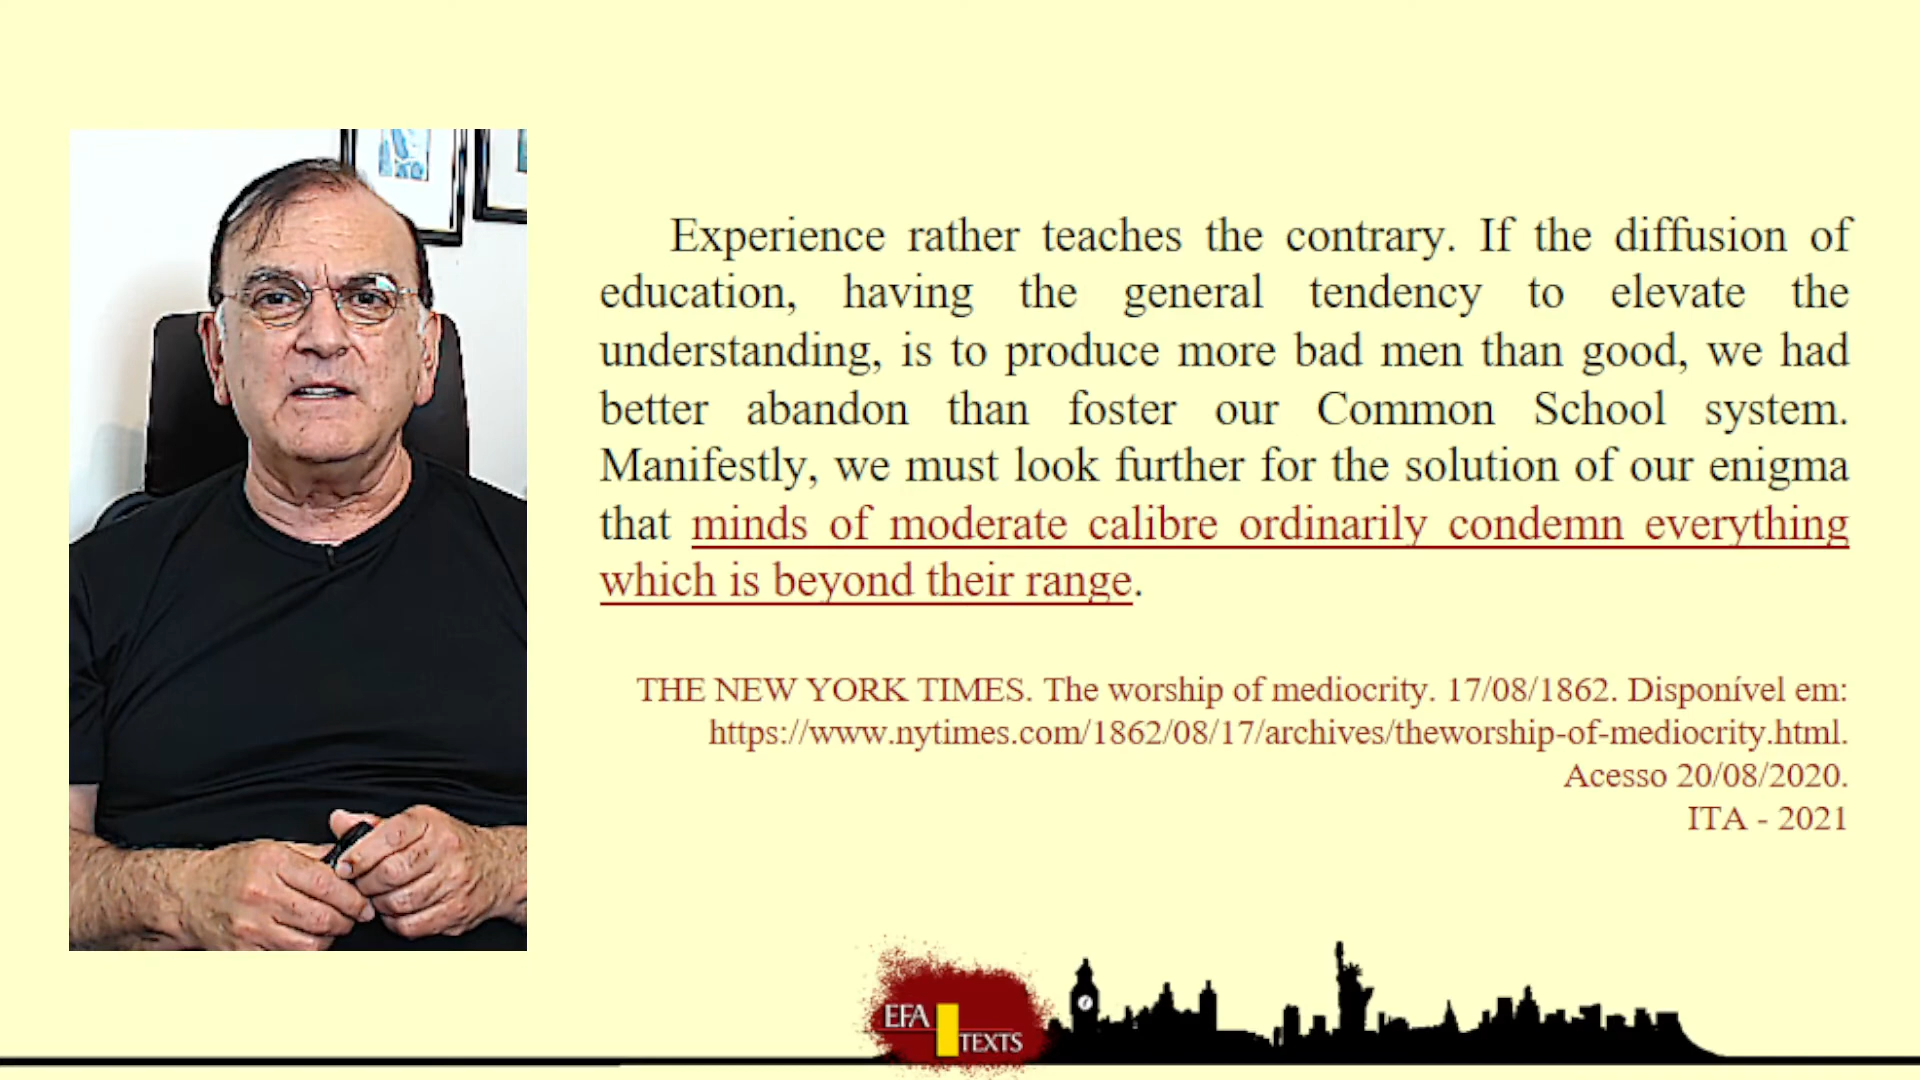 Experience rather teaches the contrary. If the diffusion of
education, having the general tendency to elevate the
understanding, is to produce more bad men than good, we had
better abandon than foster our Common School system.
Manifestly, we must look further for the solution of our enigma
that minds of moderate calibre ordinarily condemn everything
which is beyond their range.
THE NEW YORK TIMES. The worship of mediocrity. 17/08/1862. Disponível em:
https://www.nytimes.com/1862/08/17/archives/theworship-of-mediocrity.html.
Acesso 20/08/2020.
ITA - 2021
EFA
TEXTS